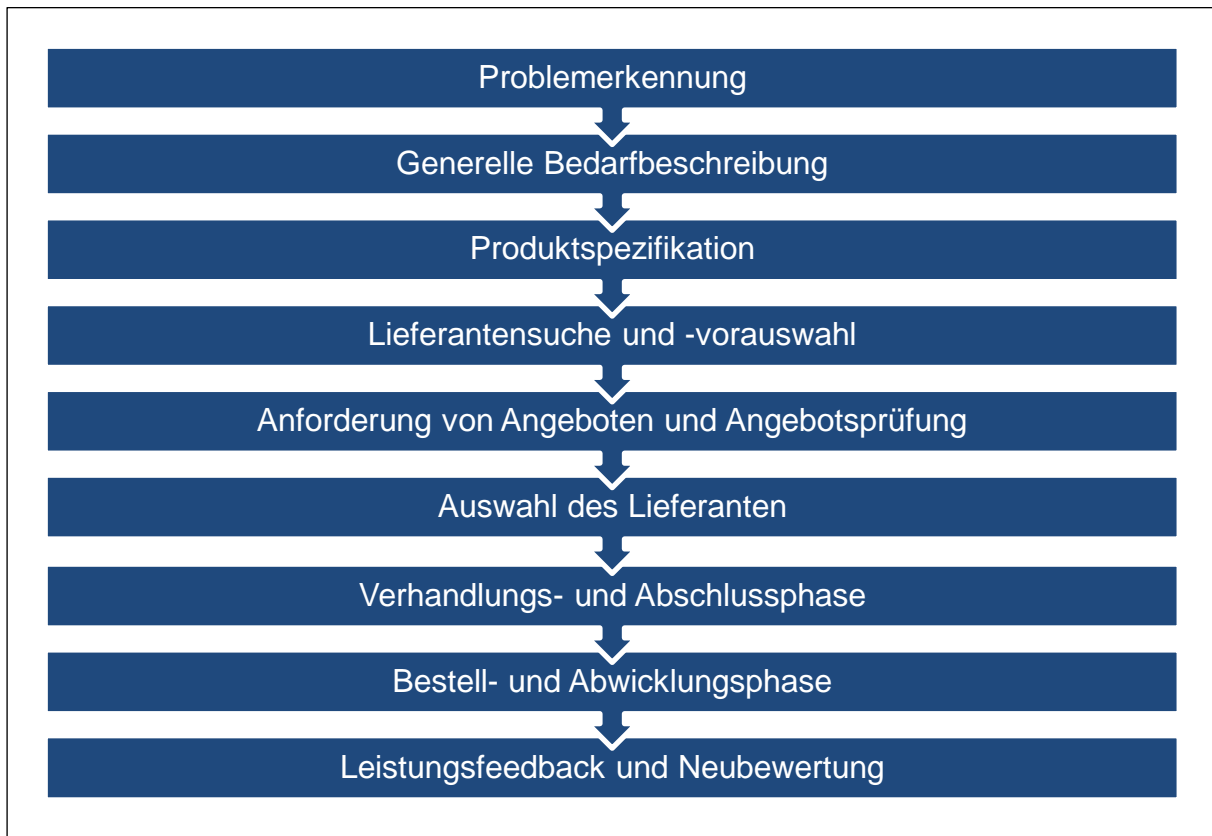 Problemerkennung
Generelle Bedarfbeschreibung
Produktspezifikation
Lieferantensuche und -vorauswahl
Anforderung von Angeboten und Angebotsprüfung
Auswahl des Lieferanten
Verhandlungs- und Abschlussphase
Bestell- und Abwicklungsphase
Leistungsfeedback und Neubewertung